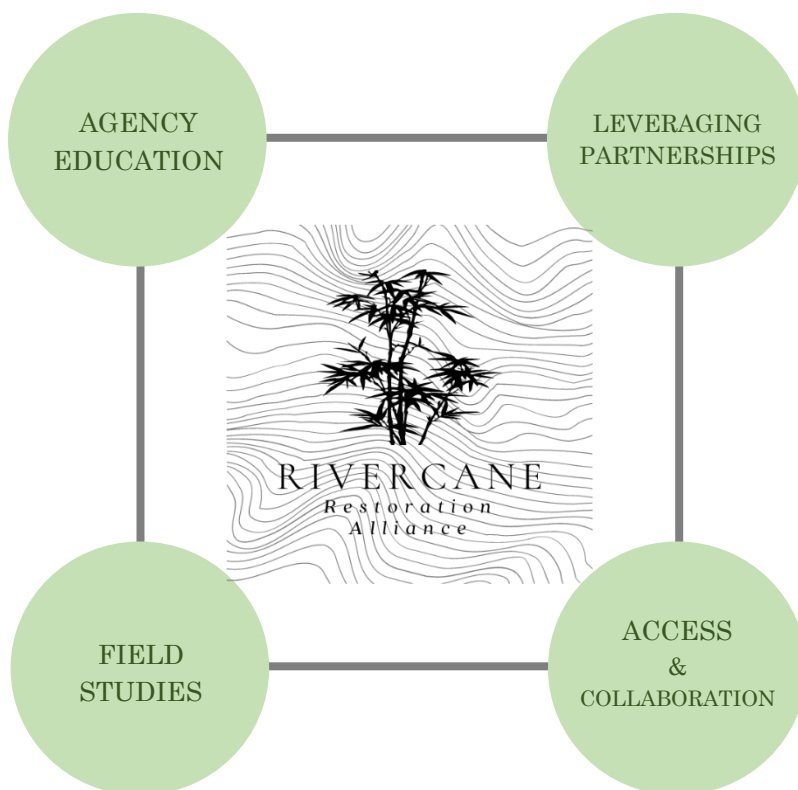 AGENCY
EDUCATION
LEVERAGING
PARTNERSHIPS
RIVERCANE
Restoration
Alliance
FIELD
STUDIES
ACCESS
&
COLLABORATION